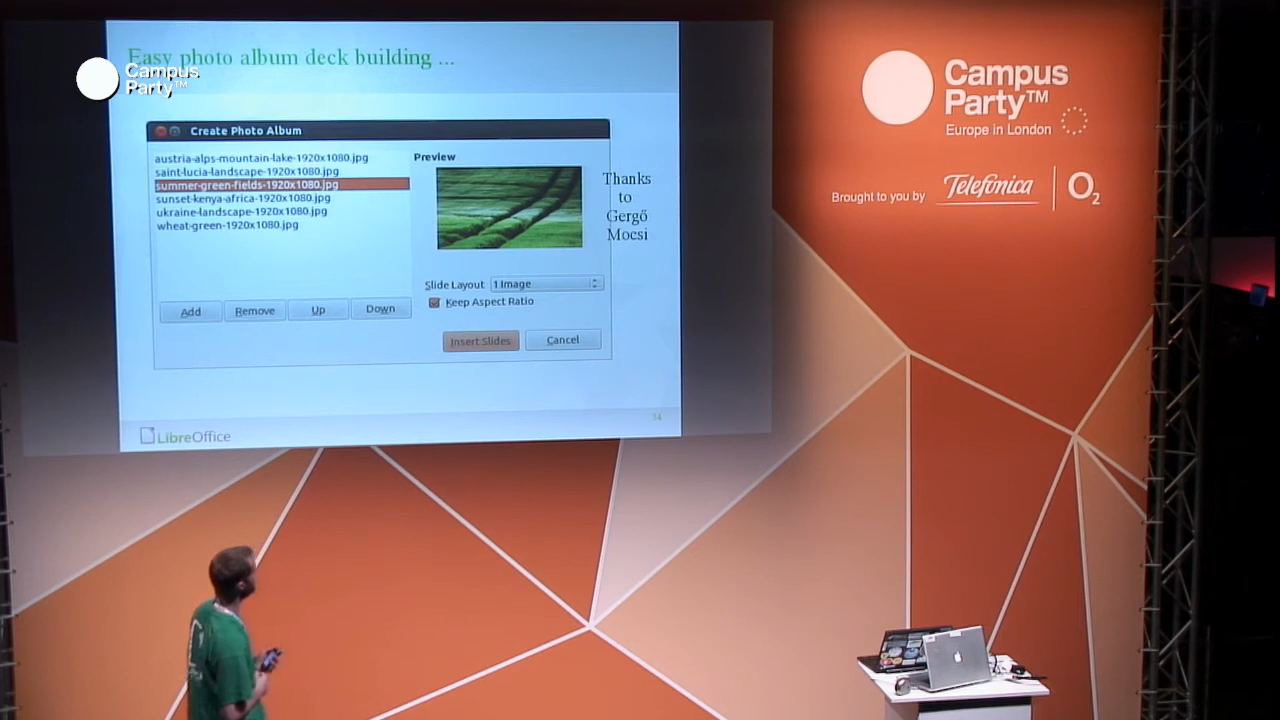 Easy photo album deck building ...
Campus
Party™
Create Photo Album
austria-alps-mountain-lake-1920x1080.jpg
saint-lucia-landscape-1920x1080.jpg
summer-green-fields-1920x1080.jpg
sunset-kenya-africa-1920x1080.jpg
ukraine-landscape-1920x1080.jpg
wheat-green-1920x1080.jpg
Preview
Slide Layout 1 Image
Keep Aspect Ratio
Add Remove Up Down
Insert Slides Cancel
Thanks
to
Gergő
Mocsi
34
LibreOffice
Campus
Party™
Europe in London
Brought to you by Telefónica O2